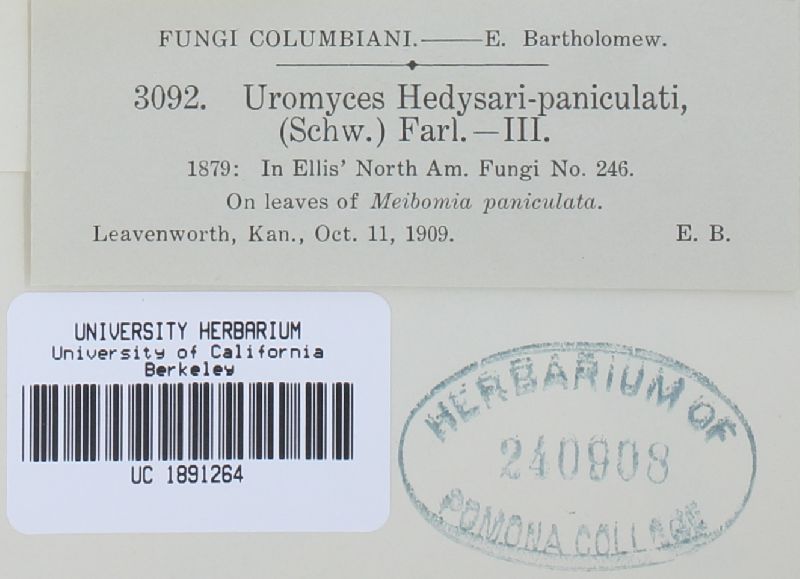 FUNGI COLUMBIANI.——E. Bartholomew.
3092. Uromyces Hedysari-paniculati,
(Schw.) Farl.—III.
1879: In Ellis' North Am. Fungi No. 246.
On leaves of Meibomia paniculata.
Leavenworth, Kan., Oct. 11, 1909. E. B.
UNIVERSITY HERBARIUM
University of California
Berkeley
UC 1891264
HERBARIUM OF
240908
POMONA COLLEGE